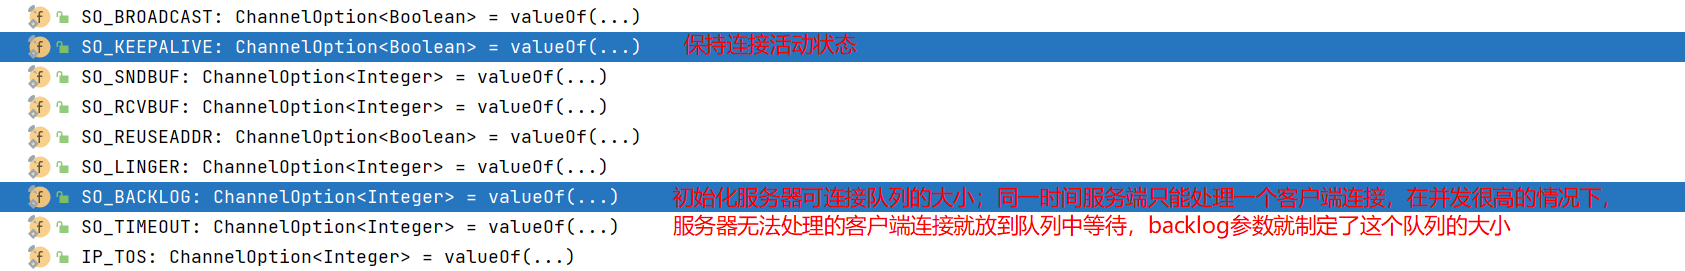 SO_BROADCAST: ChannelOption<Boolean> = valueOf(...)
SO_KEEPALIVE: ChannelOption<Boolean> = valueOf(...) 保持连接活动状态
SO_SNDBUF: ChannelOption<Integer> = valueOf(...)
SO_RCVBUF: ChannelOption<Integer> = valueOf(...)
SO_REUSEADDR: ChannelOption<Boolean> = valueOf(...)
SO_LINGER: ChannelOption<Integer> = valueOf(...)
SO_BACKLOG: ChannelOption<Integer> = valueOf(...) 初始化服务器可连接队列的大小；同一时间服务端只能处理一个客户端连接，在并发很高的情况下，
SO_TIMEOUT: ChannelOption<Integer> = valueOf(...) 服务器无法处理的客户端连接就放到队列中等待，backlog参数就制定了这个队列的大小
IP_TOS: ChannelOption<Integer> = valueOf(...)